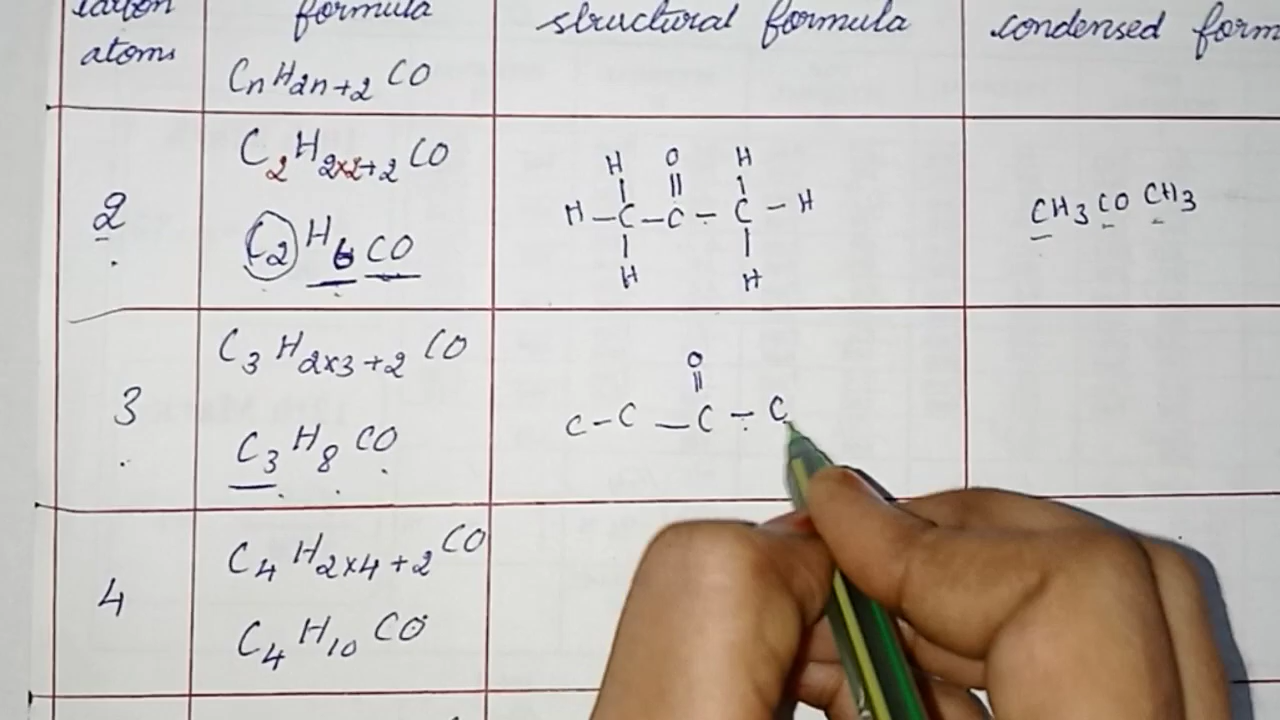 carbon atoms
formula
CnH2n+2 CO
structural formula
condensed form
2
C2H2x2+2 CO
C2H6 CO
H O H
H-C-C-C-H
H H
CH3 CO CH3
3
C3H2x3+2 CO
C3H8 CO
O
C-C-C-C
4
C4H2x4+2 CO
C4H10 CO